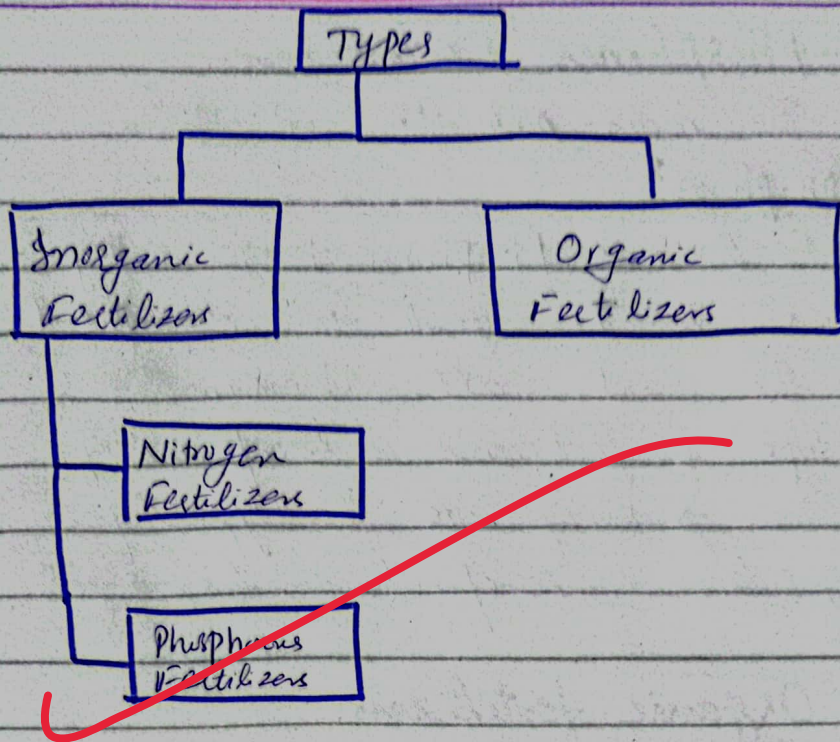 Types
Inorganic
Fertilizers
Organic
Fertilizers
Nitrogen
Fertilizers
Phosphorus
Fertilizers